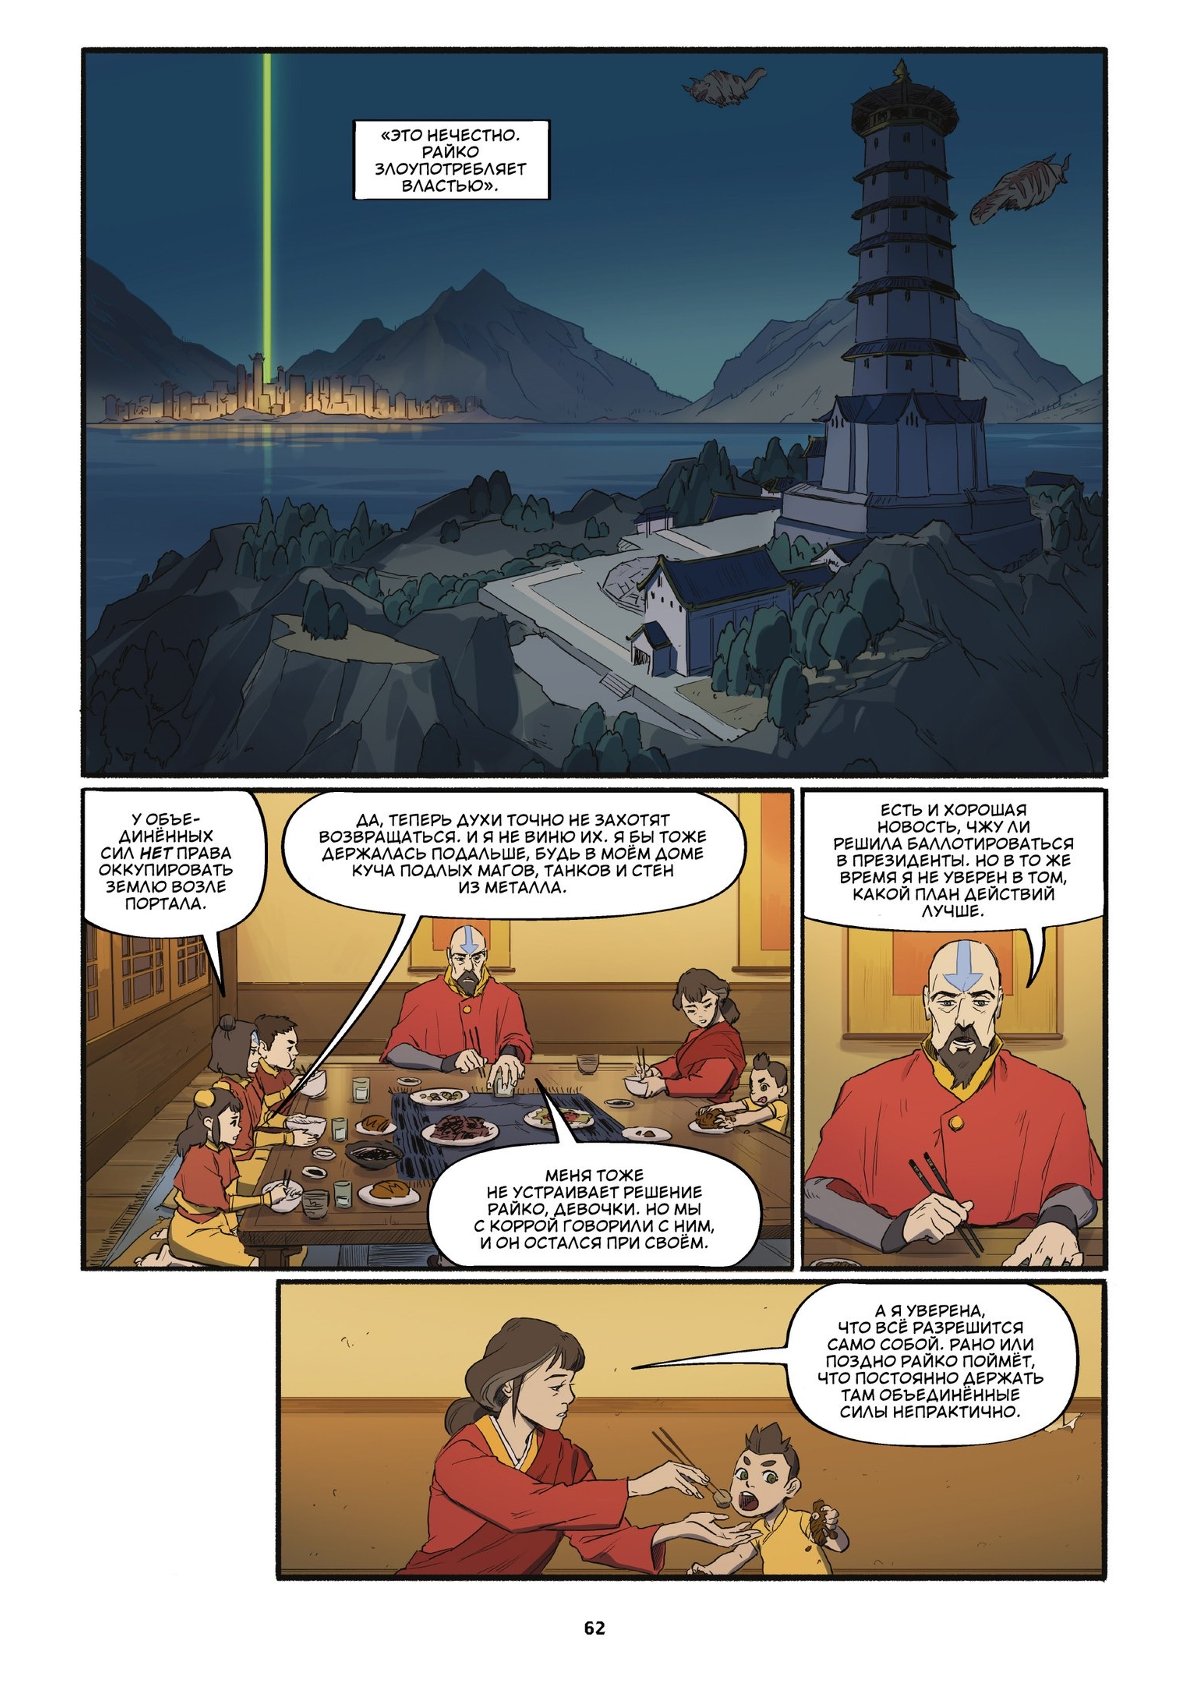 «ЭТО НЕЧЕСТНО.
РАЙКО
ЗЛОУПОТРЕБЛЯЕТ
ВЛАСТЬЮ».
У ОБЪЕ-
ДИНЁННЫХ
СИЛ НЕТ ПРАВА
ОККУПИРОВАТЬ
ЗЕМЛЮ ВОЗЛЕ
ПОРТАЛА.
ДА, ТЕПЕРЬ ДУХИ ТОЧНО НЕ ЗАХОТЯТ
ВОЗВРАЩАТЬСЯ. И Я НЕ ВИНЮ ИХ. Я БЫ ТОЖЕ
ДЕРЖАЛАСЬ ПОДАЛЬШЕ, БУДЬ В МОЁМ ДОМЕ
КУЧА ПОДЛЫХ МАГОВ, ТАНКОВ И СТЕН
ИЗ МЕТАЛЛА.
МЕНЯ ТОЖЕ
НЕ УСТРАИВАЕТ РЕШЕНИЕ
РАЙКО, ДЕВОЧКИ. НО МЫ
С КОРРОЙ ГОВОРИЛИ С НИМ,
И ОН ОСТАЛСЯ ПРИ СВОЁМ.
ЕСТЬ И ХОРОШАЯ
НОВОСТЬ, ЧЖУ ЛИ
РЕШИЛА БАЛЛОТИРОВАТЬСЯ
В ПРЕЗИДЕНТЫ. НО В ТО ЖЕ
ВРЕМЯ Я НЕ УВЕРЕН В ТОМ,
КАКОЙ ПЛАН ДЕЙСТВИЙ
ЛУЧШЕ.
А Я УВЕРЕНА,
ЧТО ВСЁ РАЗРЕШИТСЯ
САМО СОБОЙ. РАНО ИЛИ
ПОЗДНО РАЙКО ПОЙМЁТ,
ЧТО ПОСТОЯННО ДЕРЖАТЬ
ТАМ ОБЪЕДИНЁННЫЕ
СИЛЫ НЕПРАКТИЧНО.
62